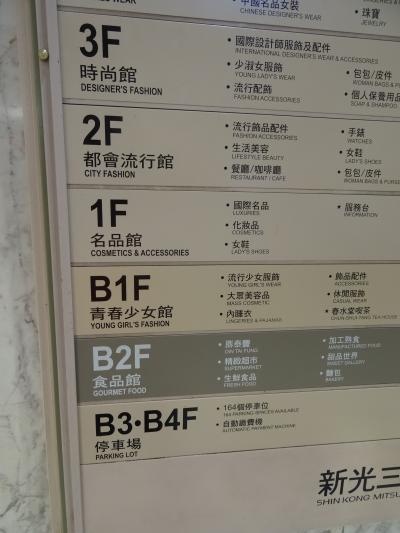 WEAR
中國名品女裝
CHINESE DESIGNER'S WEAR
• 珠寶
JEWELRY
3F
時尚館
DESIGNER'S FASHION
• 國際設計師服飾及配件
INTERNATIONAL DESIGNER'S WEAR & ACCESSORIES
• 少淑女服飾
YOUNG LADY'S WEAR
• 流行配飾
FASHION ACCESSORIES
• 包包/皮件
WOMAN BAGS & P
• 個人保養用品
SOAP & SHAMPOO
2F
都會流行館
CITY FASHION
• 流行飾品配件
FASHION ACCESSORIES
• 生活美容
LIFESTYLE BEAUTY
• 餐廳/咖啡廳
RESTAURANT / CAFE
• 手錶
WATCHES
• 女鞋
LADY'S SHOES
• 包包/皮件
WOMAN BAGS & PURSE
1F
名品館
COSMETICS & ACCESSORIES
• 國際名品
LUXURIES
• 化妝品
COSMETICS
• 女鞋
LADY'S SHOES
• 服務台
INFORMATION
B1F
青春少女館
YOUNG GIRL'S FASHION
• 流行少女服飾
YOUNG GIRL'S WEAR
• 大眾美容品
MASS COSMETIC
• 內睡衣
LINGERIES & PAJAMAS
• 飾品配件
ACCESSORIES
• 休閒服飾
CASUAL WEAR
• 春水堂喫茶
CHUN-SHUI-TANG TEA HOUSE
B2F
食品館
GOURMET FOOD
• 鼎泰豐
DIN TAI FUNG
• 精緻超市
SUPERMARKET
• 生鮮食品
FRESH FOOD
• 加工熟食
MANUFACTURED FOOD
• 甜品世界
SWEET GALLERY
• 麵包
BAKERY
B3•B4F
停車場
PARKING LOT
• 164個停車位
164 PARKING SPACES AVAILABLE
• 自動繳費機
AUTOMATIC PAYMENT MACHINE
新光三
SHIN KONG MITSU